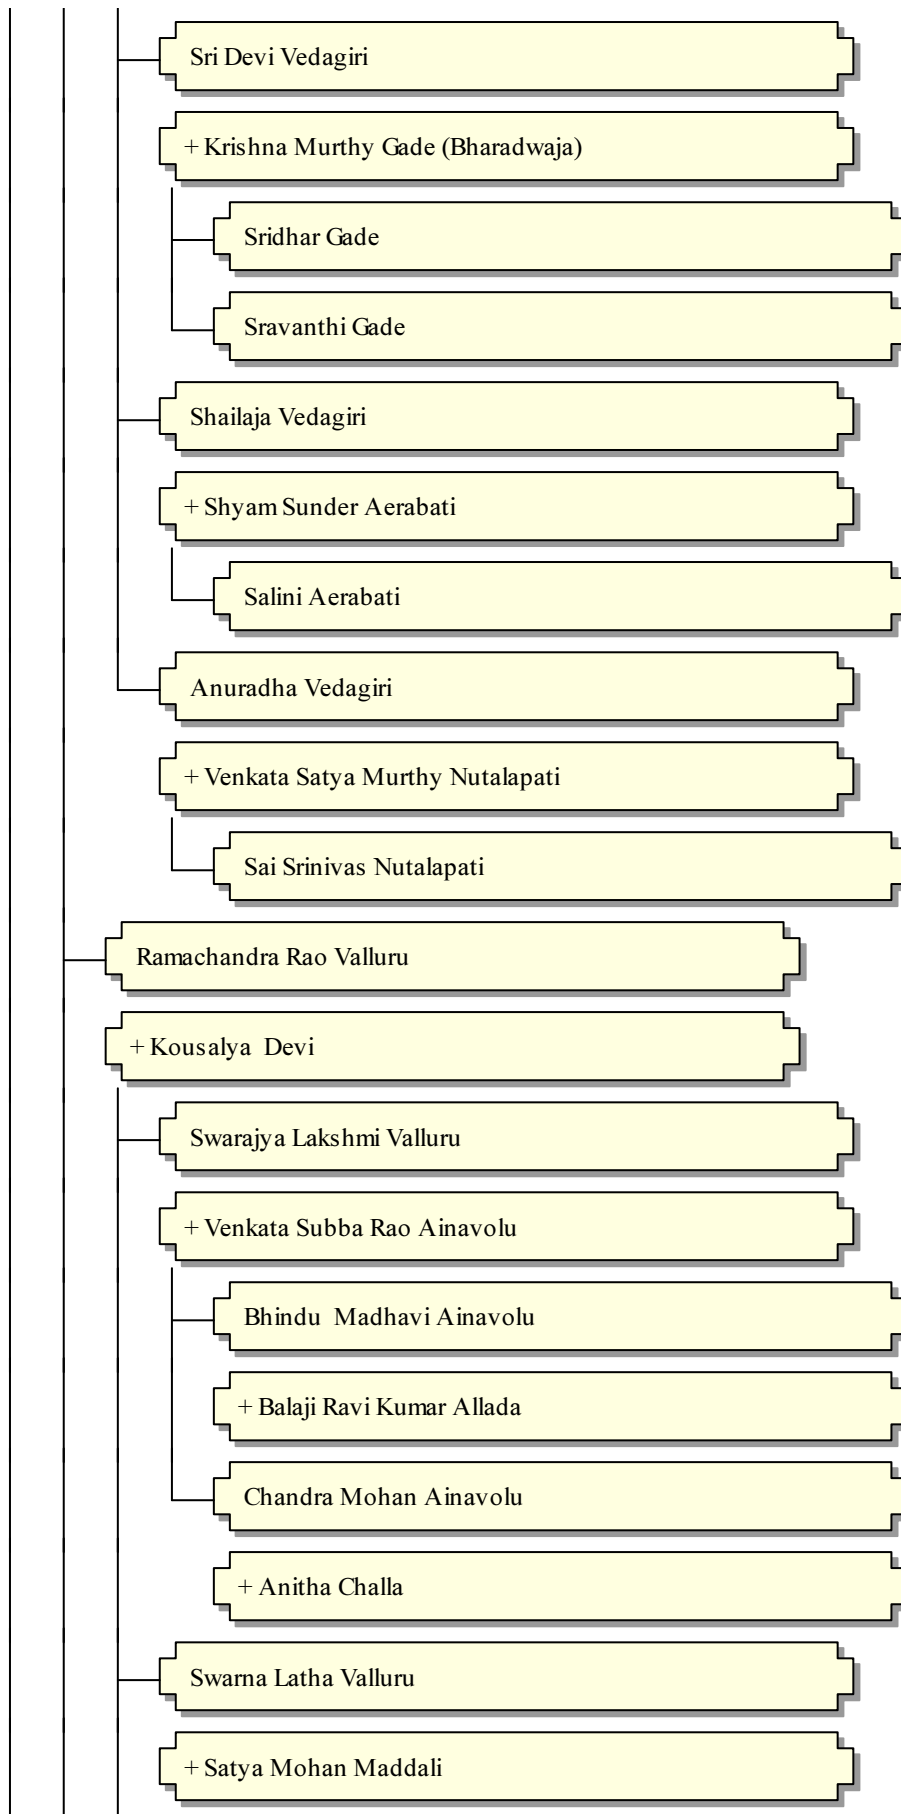 Sri Devi Vedagiri
+ Krishna Murthy Gade (Bharadwaja)
Sridhar Gade
Sravanthi Gade
Shailaja Vedagiri
+ Shyam Sunder Aerabati
Salini Aerabati
Anuradha Vedagiri
+ Venkata Satya Murthy Nutalapati
Sai Srinivas Nutalapati
Ramachandra Rao Valluru
+ Kousalya  Devi
Swarajya Lakshmi Valluru
+ Venkata Subba Rao Ainavolu
Bhindu  Madhavi Ainavolu
+ Balaji Ravi Kumar Allada
Chandra Mohan Ainavolu
+ Anitha Challa
Swarna Latha Valluru
+ Satya Mohan Maddali